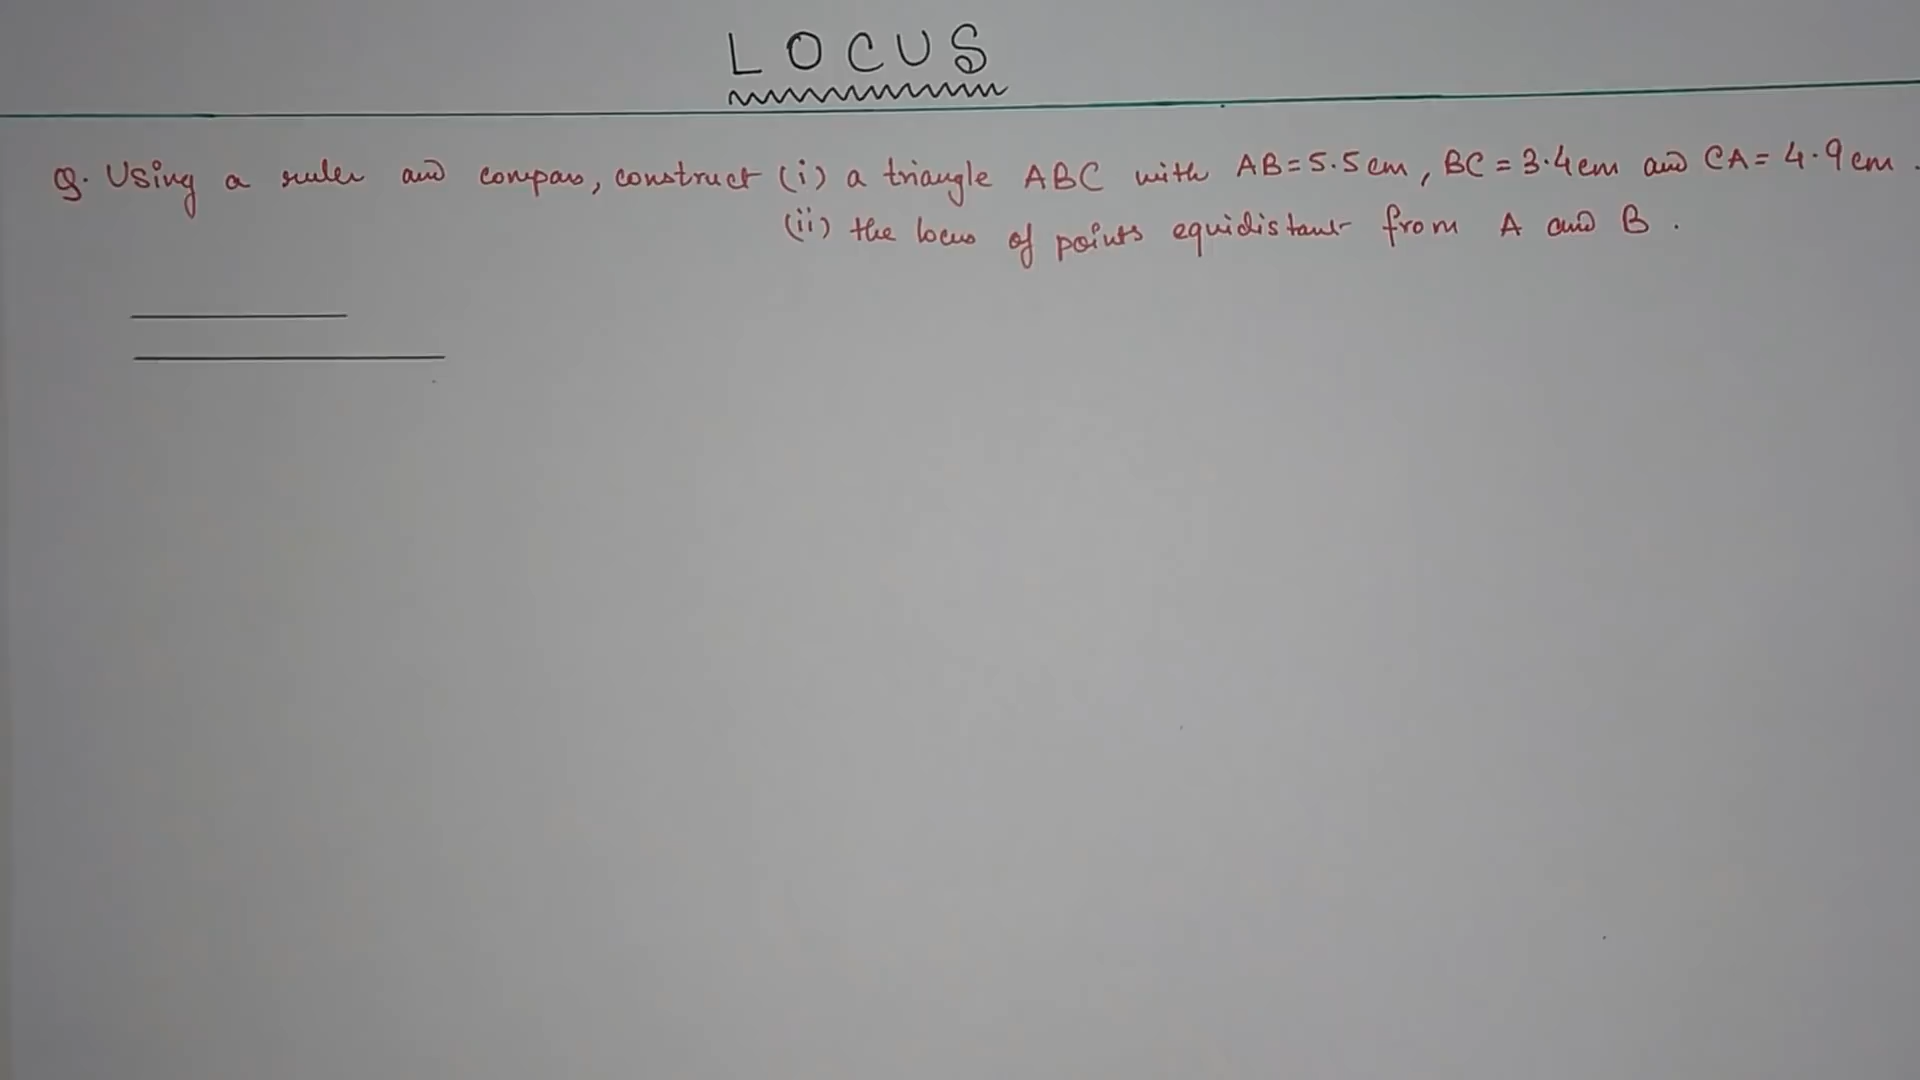 LOCUS
Q. Using a ruler and compass, construct (i) a triangle ABC with AB = 5.5 cm, BC = 3.4 cm and CA = 4.9 cm.
(ii) the locus of points equidistant from A and B.